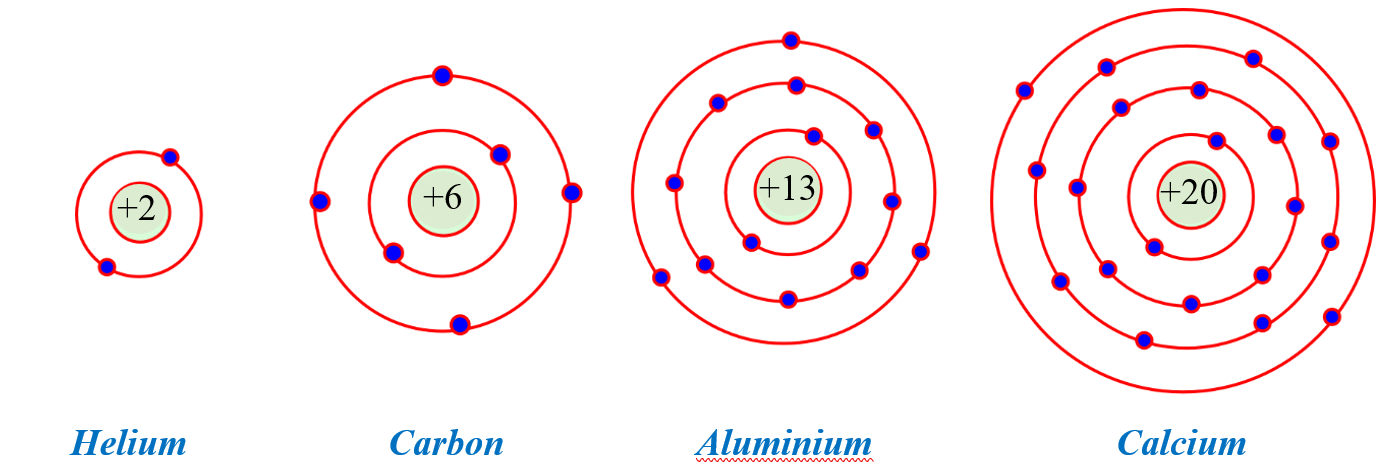 +2
+6
+13
+20
Helium
Carbon
Aluminium
Calcium